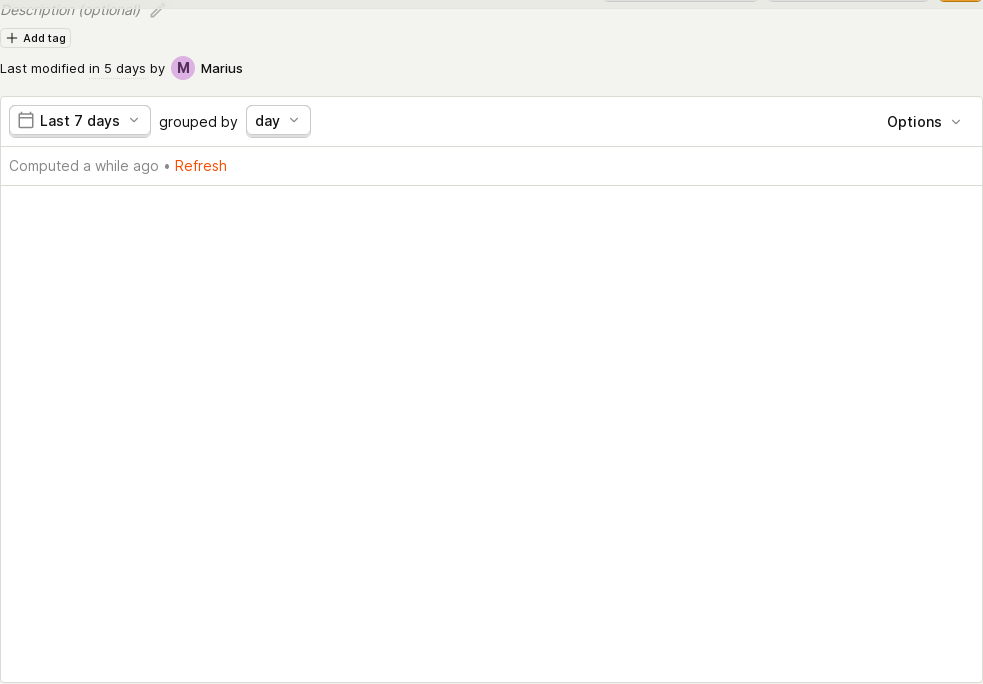 Description (optional)
Add tag
Last modified in 5 days by M Marius
Last 7 days grouped by day Options
Computed a while ago • Refresh